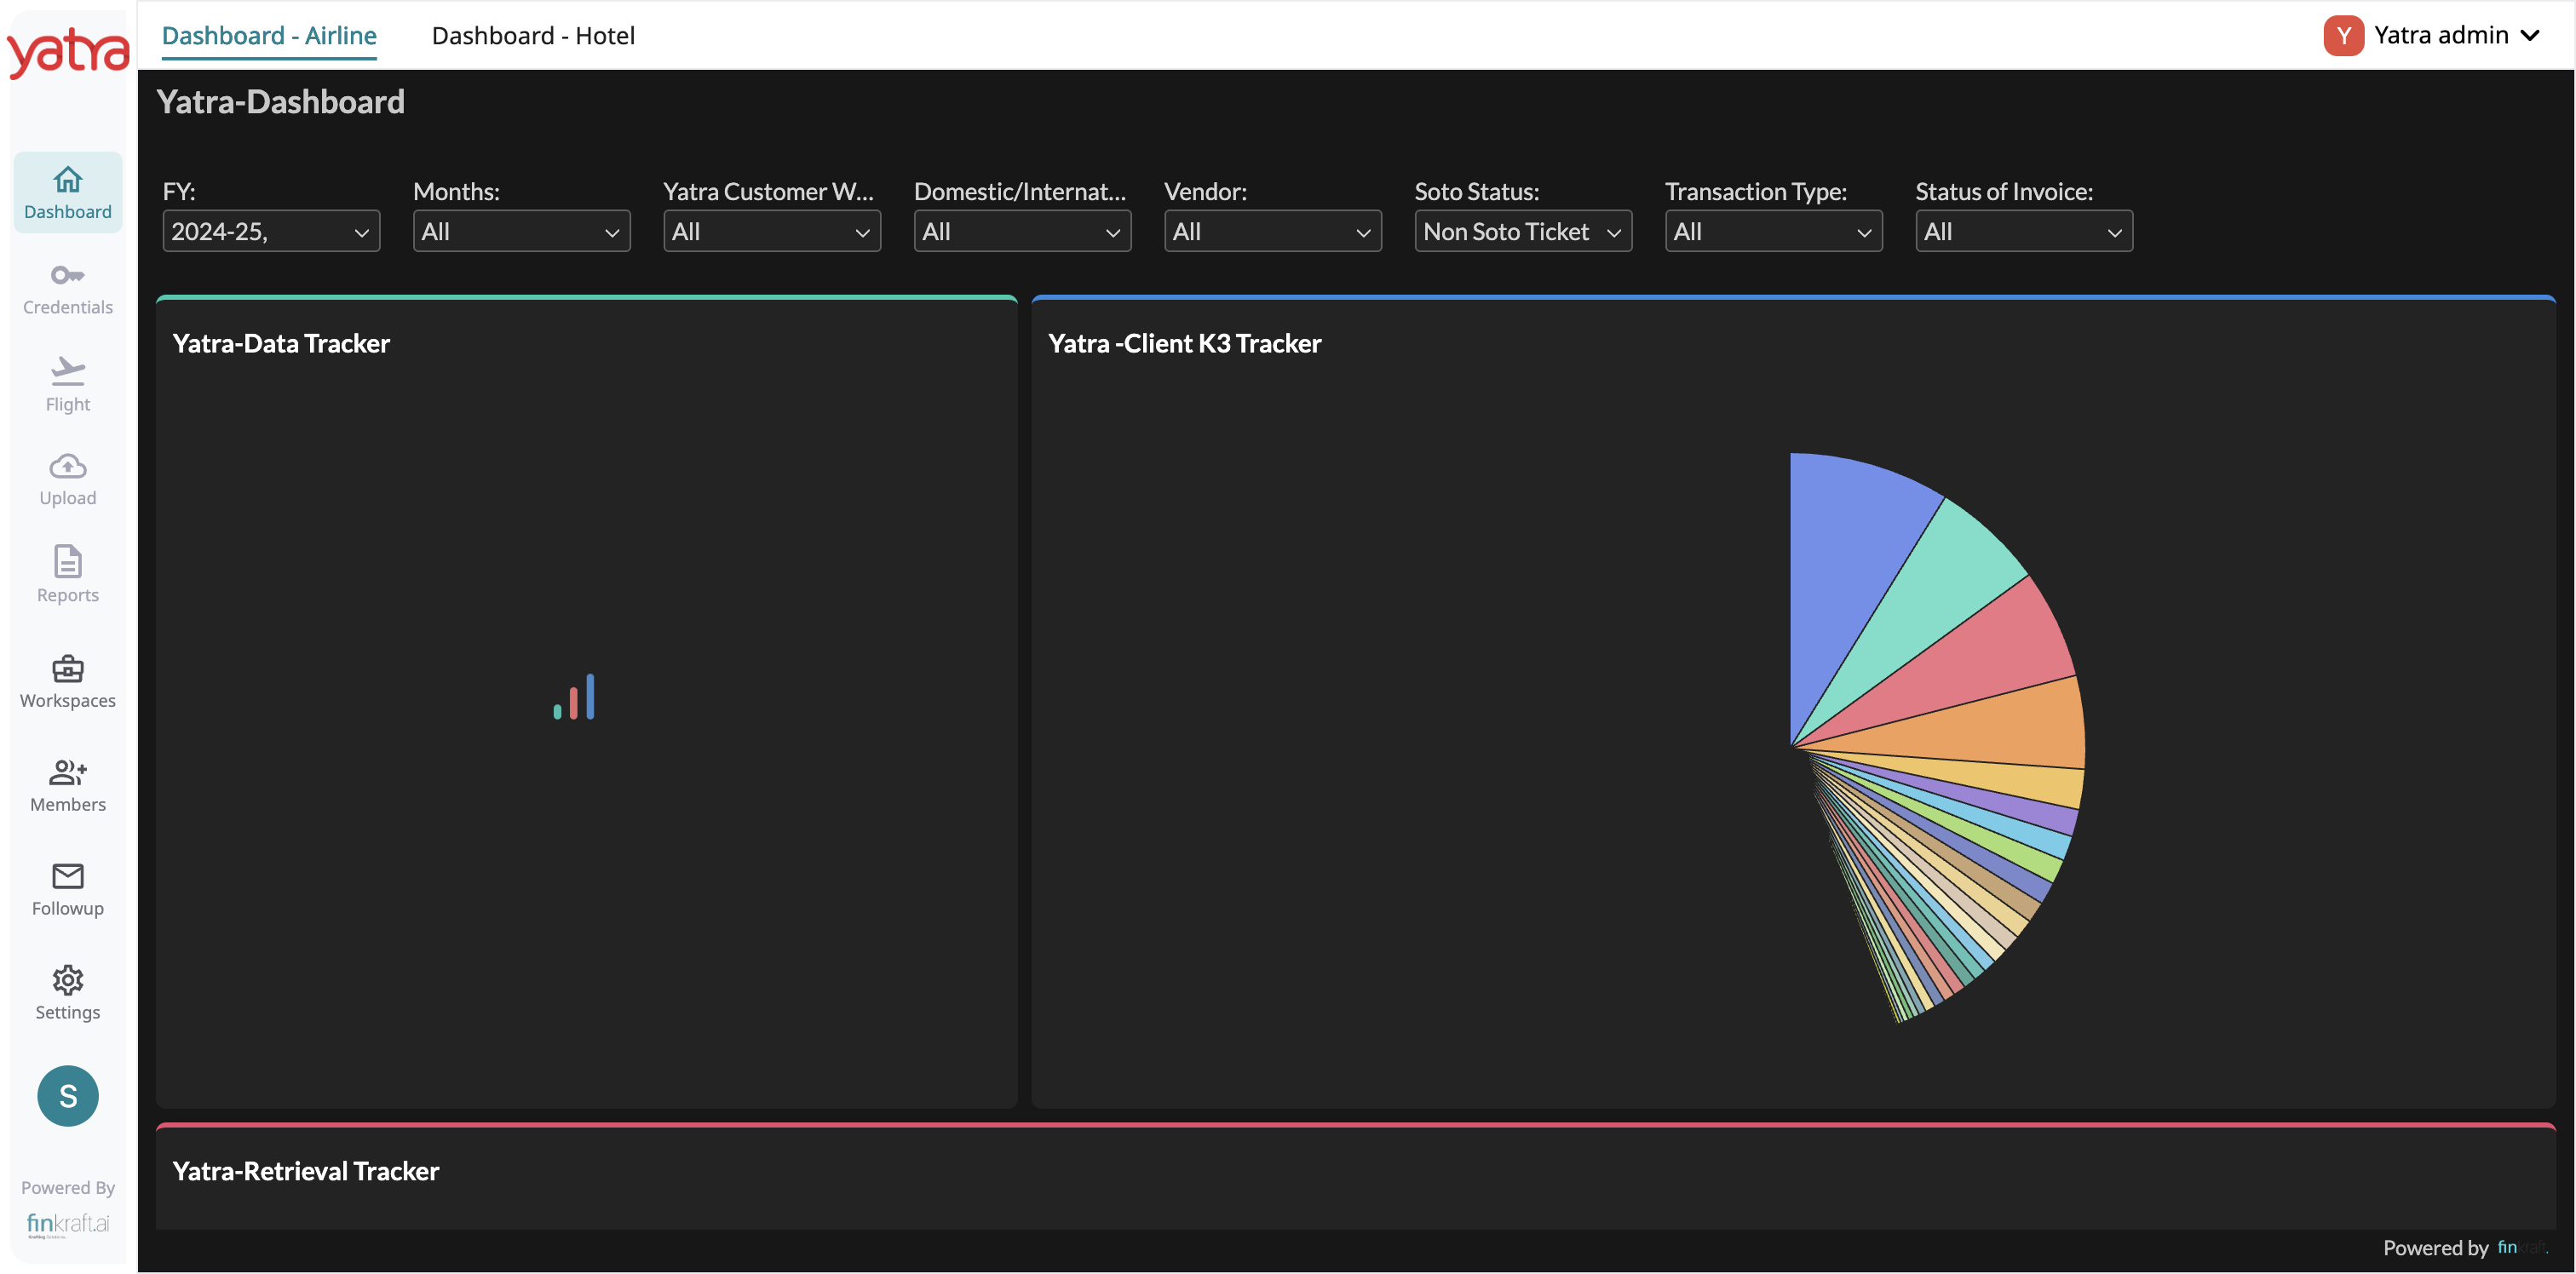 yatra
Dashboard - Airline
Dashboard - Hotel
Y
Yatra admin
Yatra-Dashboard
Dashboard
Credentials
Flight
Upload
Reports
Workspaces
Members
Followup
Settings
S
Powered By
finkraft.ai
FY:
2024-25,
Months:
All
Yatra Customer W...
All
Domestic/Internat...
All
Vendor:
All
Soto Status:
Non Soto Ticket
Transaction Type:
All
Status of Invoice:
All
Yatra-Data Tracker
Yatra -Client K3 Tracker
Yatra-Retrieval Tracker
Powered by finkraft.